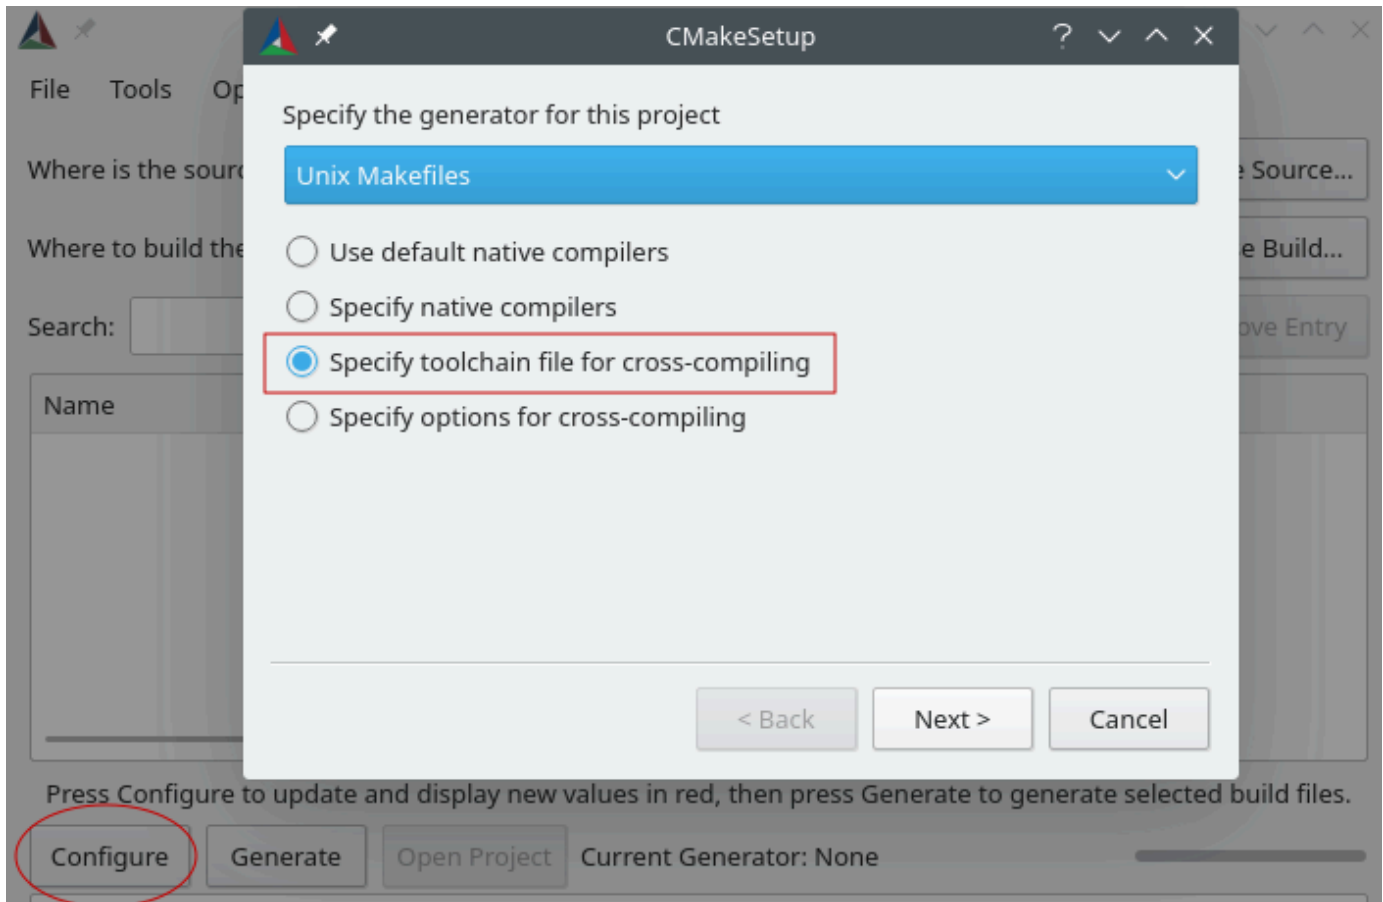 CMakeSetup
File Tools Op
Specify the generator for this project
Where is the sourc
Unix Makefiles
e Source...
Where to build the
Use default native compilers
e Build...
Specify native compilers
Search:
ove Entry
Specify toolchain file for cross-compiling
Name
Specify options for cross-compiling
< Back Next > Cancel
Press Configure to update and display new values in red, then press Generate to generate selected build files.
Configure Generate Open Project Current Generator: None